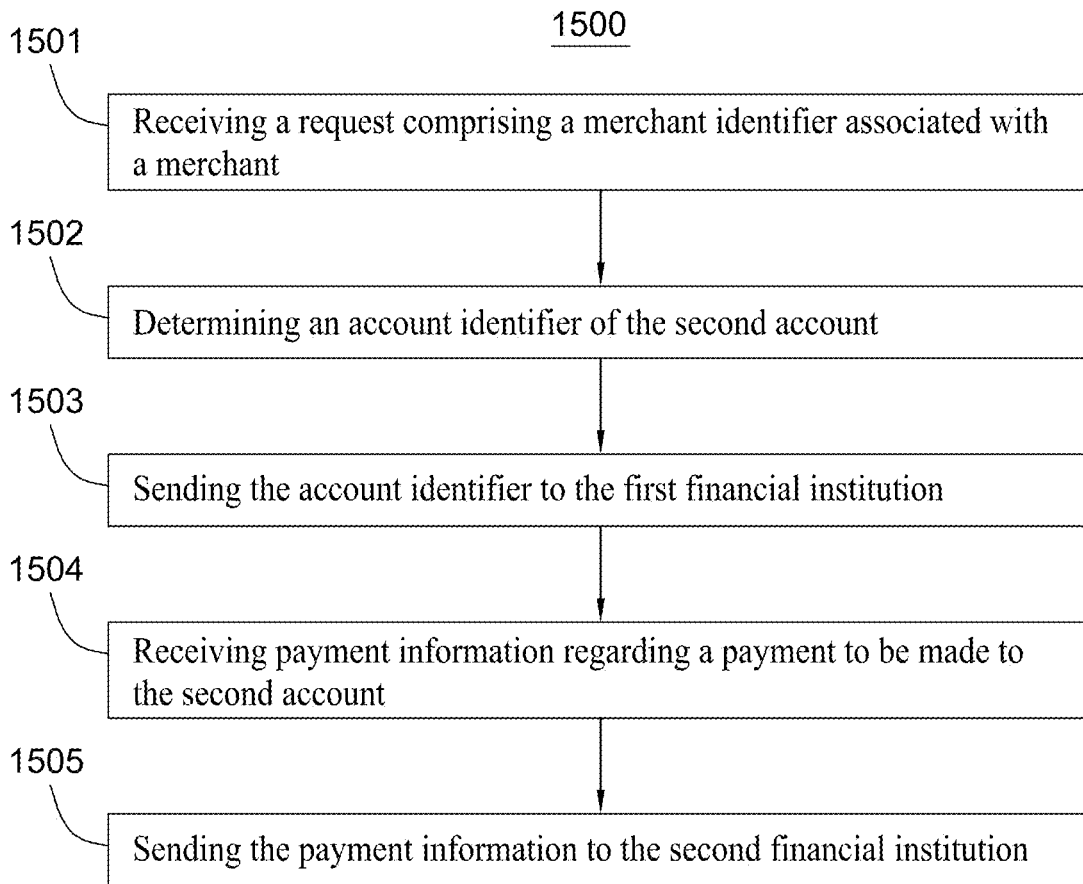 1500
1501
Receiving a request comprising a merchant identifier associated with
a merchant
1502
Determining an account identifier of the second account
1503
Sending the account identifier to the first financial institution
1504
Receiving payment information regarding a payment to be made to
the second account
1505
Sending the payment information to the second financial institution